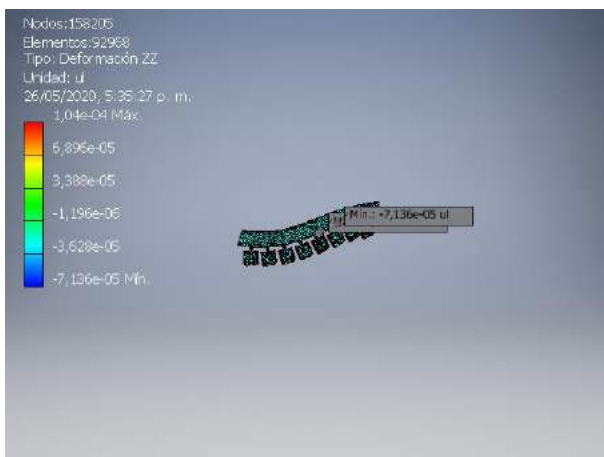 Nodos:158205
Elementos:92958
Tipo: Deformación ZZ
Unidad: ul
26/05/2020, 5:35:27 p. m.
1,04e-04 Máx.
6,896e-05
3,388e-05
-1,196e-06
-3,628e-05
-7,136e-05 Mín.
Mín.: -7,136e-05 ul